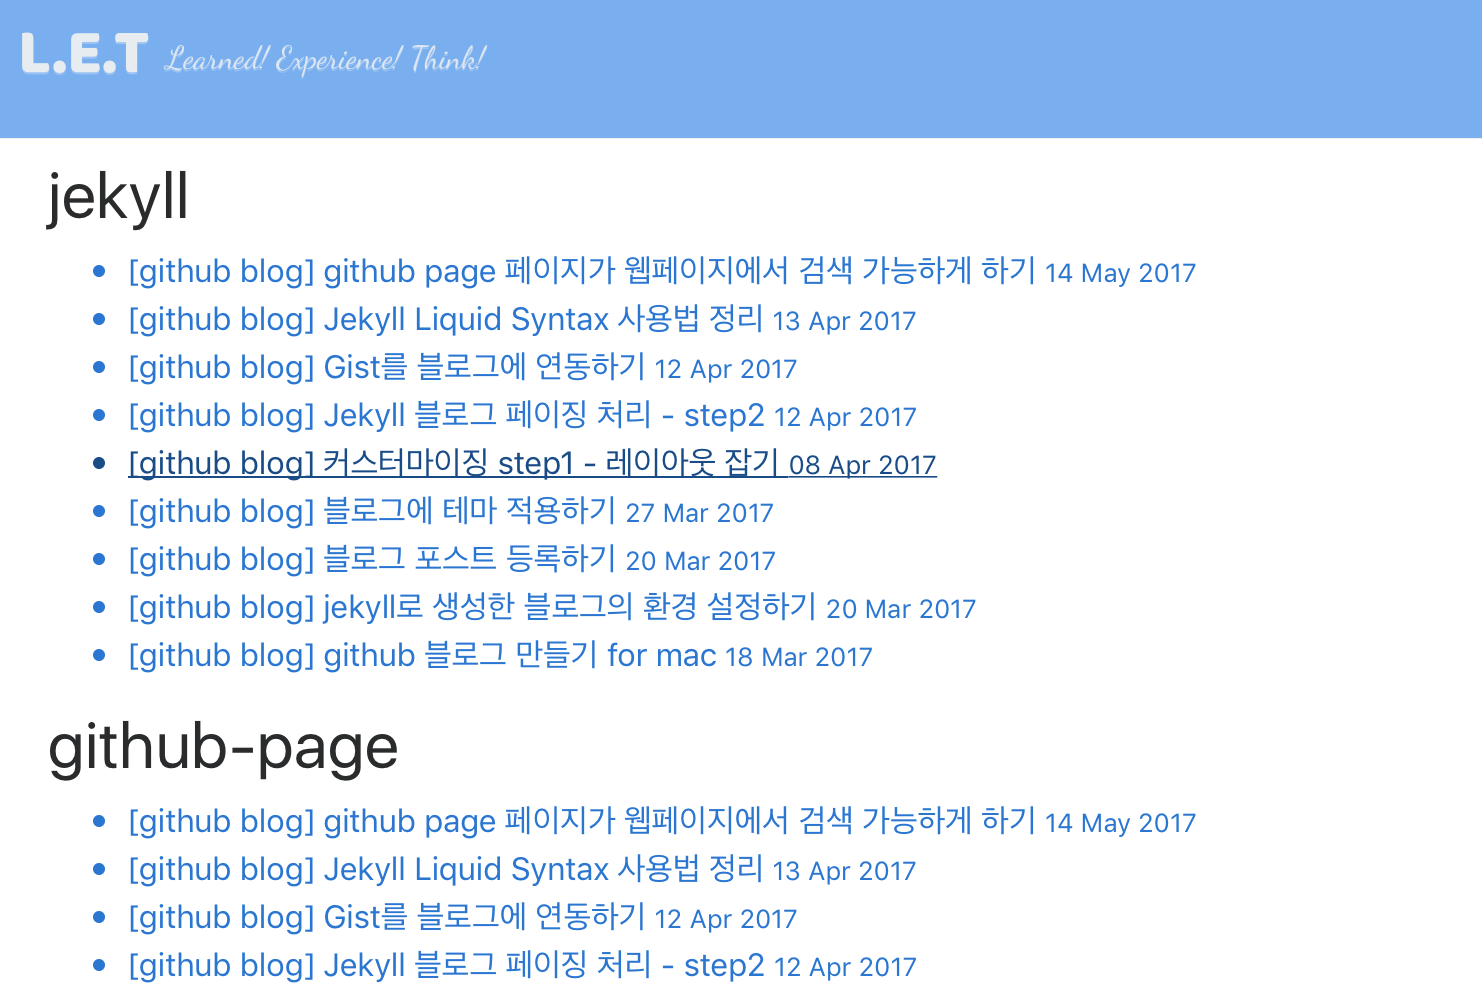 L.E.T Learned! Experience! Think!
jekyll
[github blog] github page 페이지가 웹페이지에서 검색 가능하게 하기 14 May 2017
[github blog] Jekyll Liquid Syntax 사용법 정리 13 Apr 2017
[github blog] Gist를 블로그에 연동하기 12 Apr 2017
[github blog] Jekyll 블로그 페이징 처리 - step2 12 Apr 2017
[github blog] 커스터마이징 step1 - 레이아웃 잡기 08 Apr 2017
[github blog] 블로그에 테마 적용하기 27 Mar 2017
[github blog] 블로그 포스트 등록하기 20 Mar 2017
[github blog] jekyll로 생성한 블로그의 환경 설정하기 20 Mar 2017
[github blog] github 블로그 만들기 for mac 18 Mar 2017
github-page
[github blog] github page 페이지가 웹페이지에서 검색 가능하게 하기 14 May 2017
[github blog] Jekyll Liquid Syntax 사용법 정리 13 Apr 2017
[github blog] Gist를 블로그에 연동하기 12 Apr 2017
[github blog] Jekyll 블로그 페이징 처리 - step2 12 Apr 2017